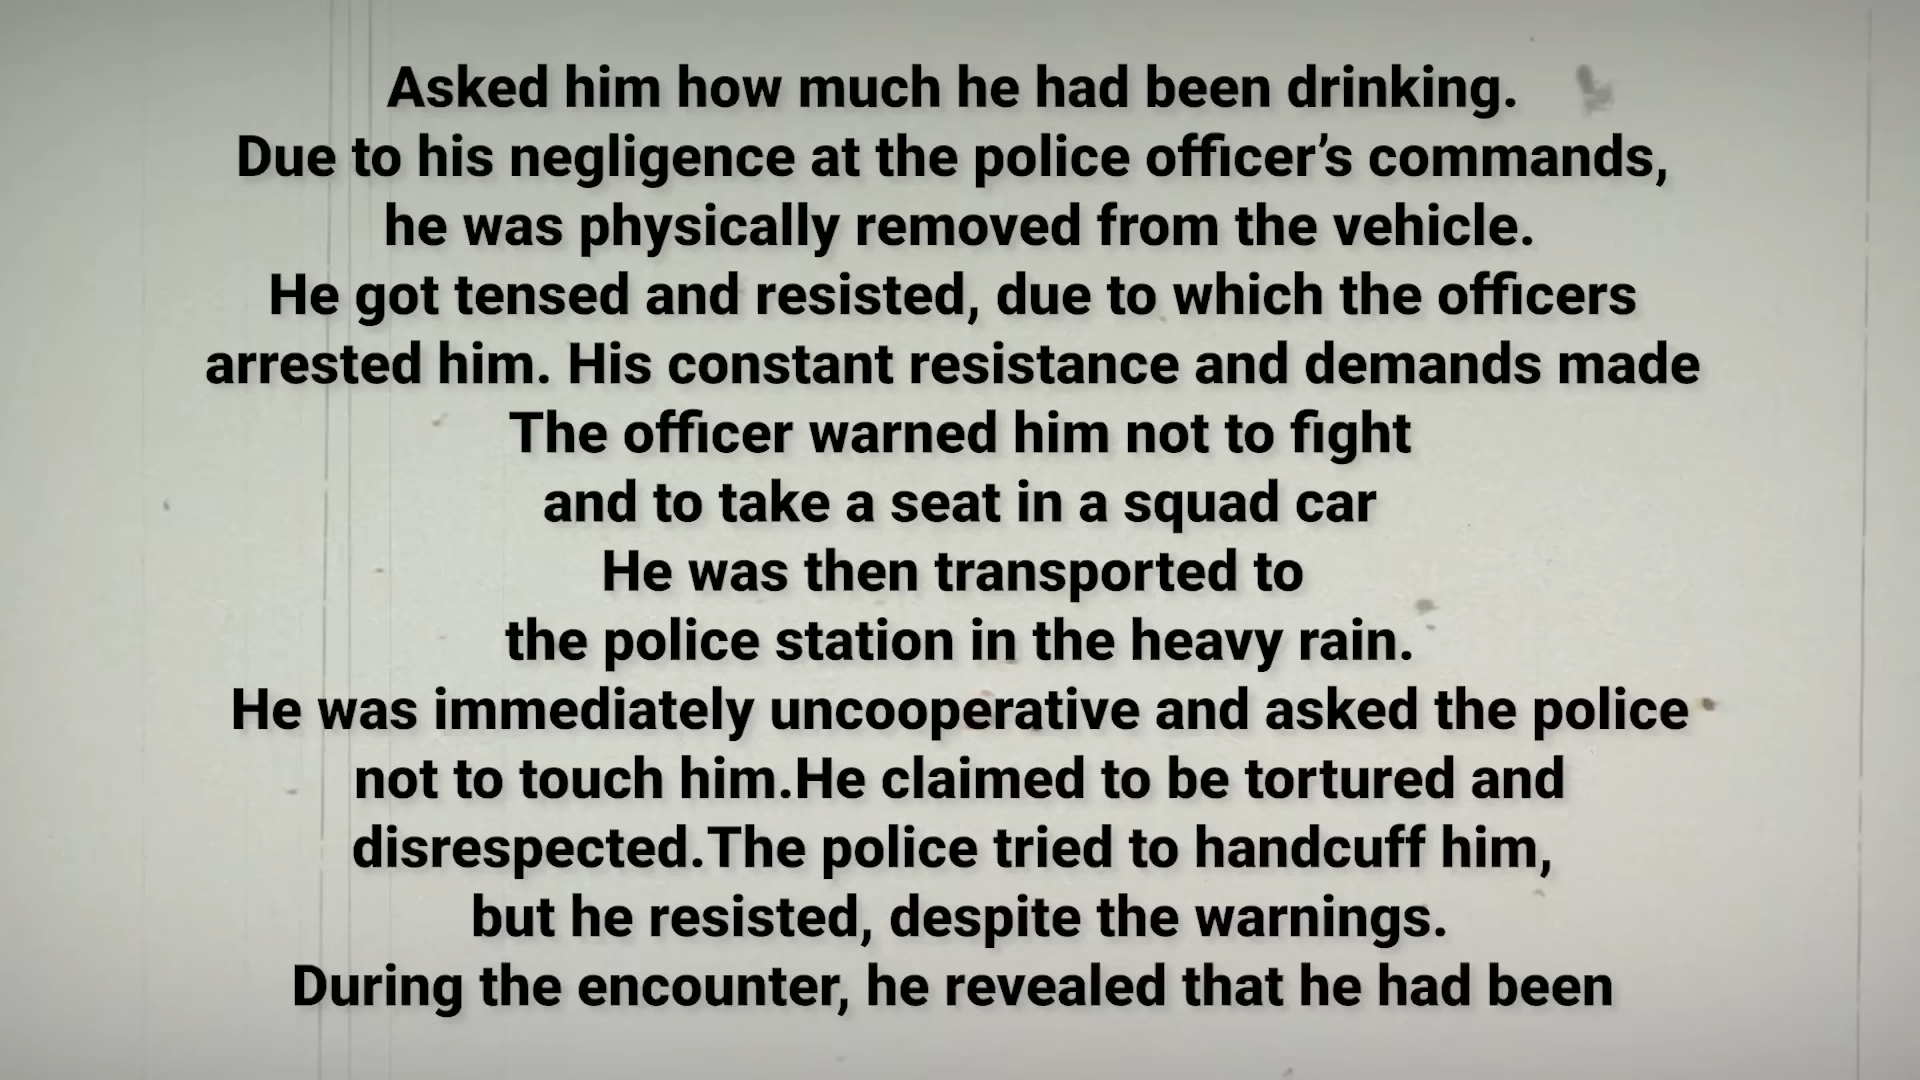 Asked him how much he had been drinking.
Due to his negligence at the police officer’s commands,
he was physically removed from the vehicle.
He got tensed and resisted, due to which the officers
arrested him. His constant resistance and demands made
The officer warned him not to fight
and to take a seat in a squad car
He was then transported to
the police station in the heavy rain.
He was immediately uncooperative and asked the police
not to touch him.He claimed to be tortured and
disrespected.The police tried to handcuff him,
but he resisted, despite the warnings.
During the encounter, he revealed that he had been